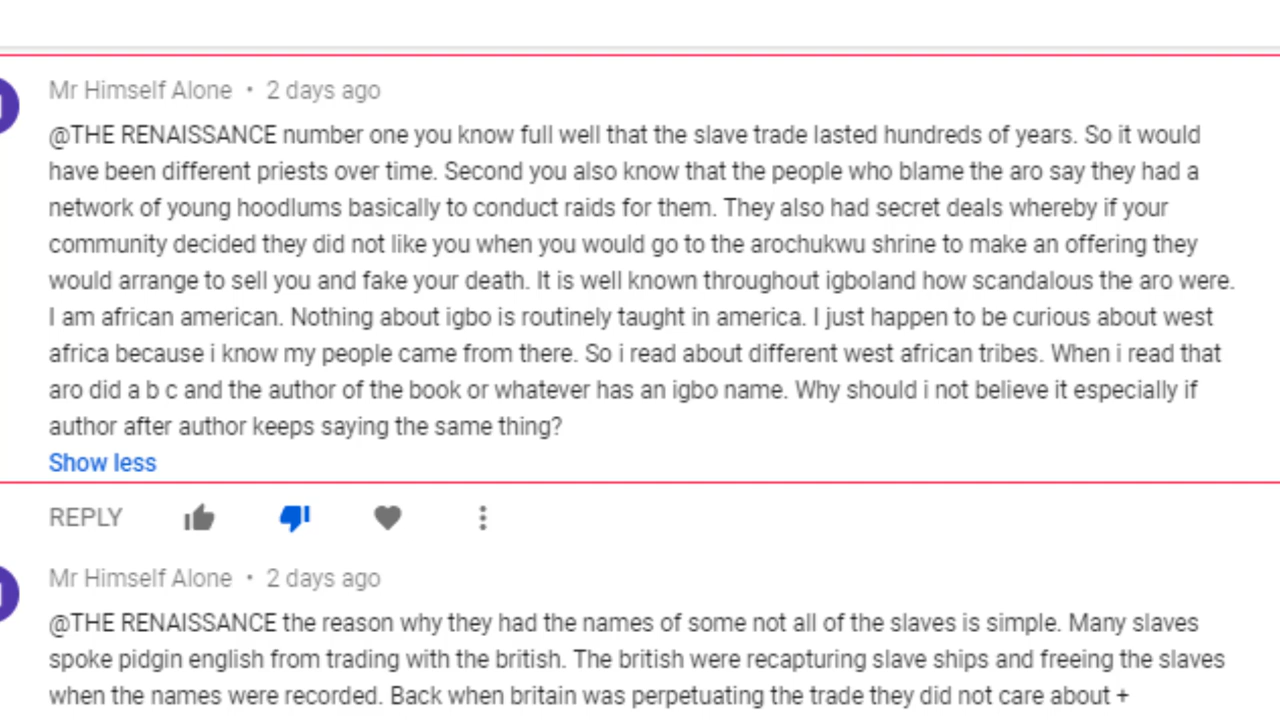 Mr Himself Alone • 2 days ago
@THE RENAISSANCE number one you know full well that the slave trade lasted hundreds of years. So it would
have been different priests over time. Second you also know that the people who blame the aro say they had a
network of young hoodlums basically to conduct raids for them. They also had secret deals whereby if your
community decided they did not like you when you would go to the arochukwu shrine to make an offering they
would arrange to sell you and fake your death. It is well known throughout igboland how scandalous the aro were.
I am african american. Nothing about igbo is routinely taught in america. I just happen to be curious about west
africa because i know my people came from there. So i read about different west african tribes. When i read that
aro did a b c and the author of the book or whatever has an igbo name. Why should i not believe it especially if
author after author keeps saying the same thing?
Show less
REPLY
Mr Himself Alone • 2 days ago
@THE RENAISSANCE the reason why they had the names of some not all of the slaves is simple. Many slaves
spoke pidgin english from trading with the british. The british were recapturing slave ships and freeing the slaves
when the names were recorded. Back when britain was perpetuating the trade they did not care about +